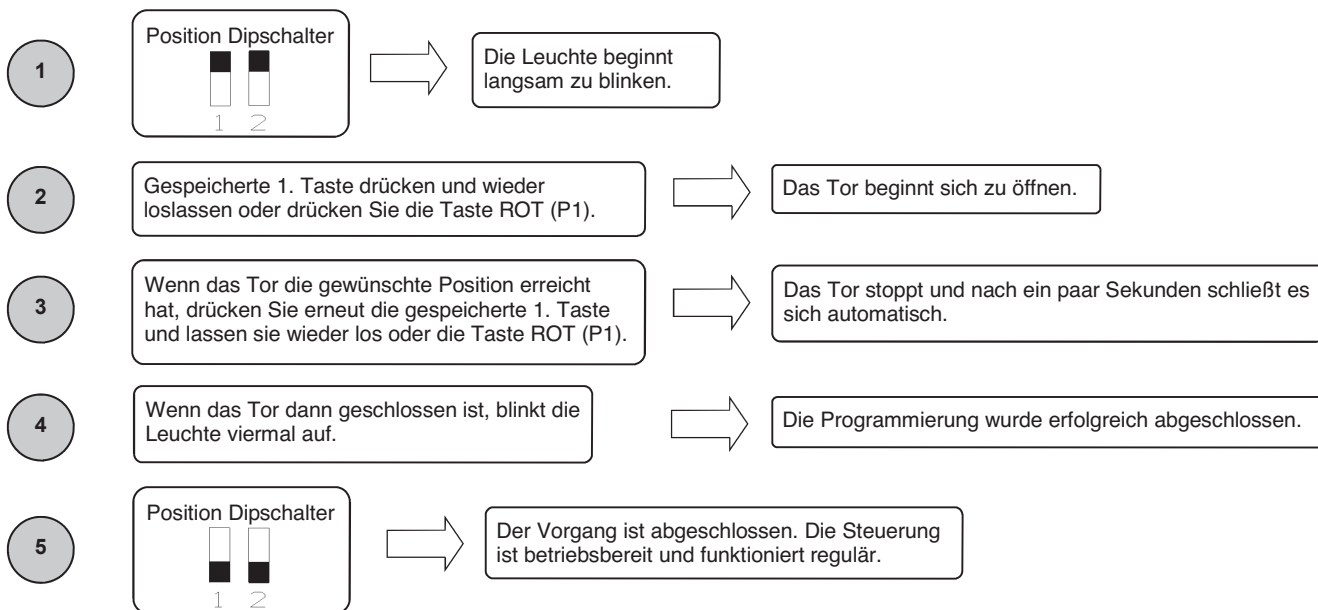 1
Position Dipschalter
1 2
Die Leuchte beginnt
langsam zu blinken.
2
Gespeicherte 1. Taste drücken und wieder
loslassen oder drücken Sie die Taste ROT (P1).
Das Tor beginnt sich zu öffnen.
3
Wenn das Tor die gewünschte Position erreicht
hat, drücken Sie erneut die gespeicherte 1. Taste
und lassen sie wieder los oder die Taste ROT (P1).
Das Tor stoppt und nach ein paar Sekunden schließt es
sich automatisch.
4
Wenn das Tor dann geschlossen ist, blinkt die
Leuchte viermal auf.
Die Programmierung wurde erfolgreich abgeschlossen.
5
Position Dipschalter
1 2
Der Vorgang ist abgeschlossen. Die Steuerung
ist betriebsbereit und funktioniert regulär.